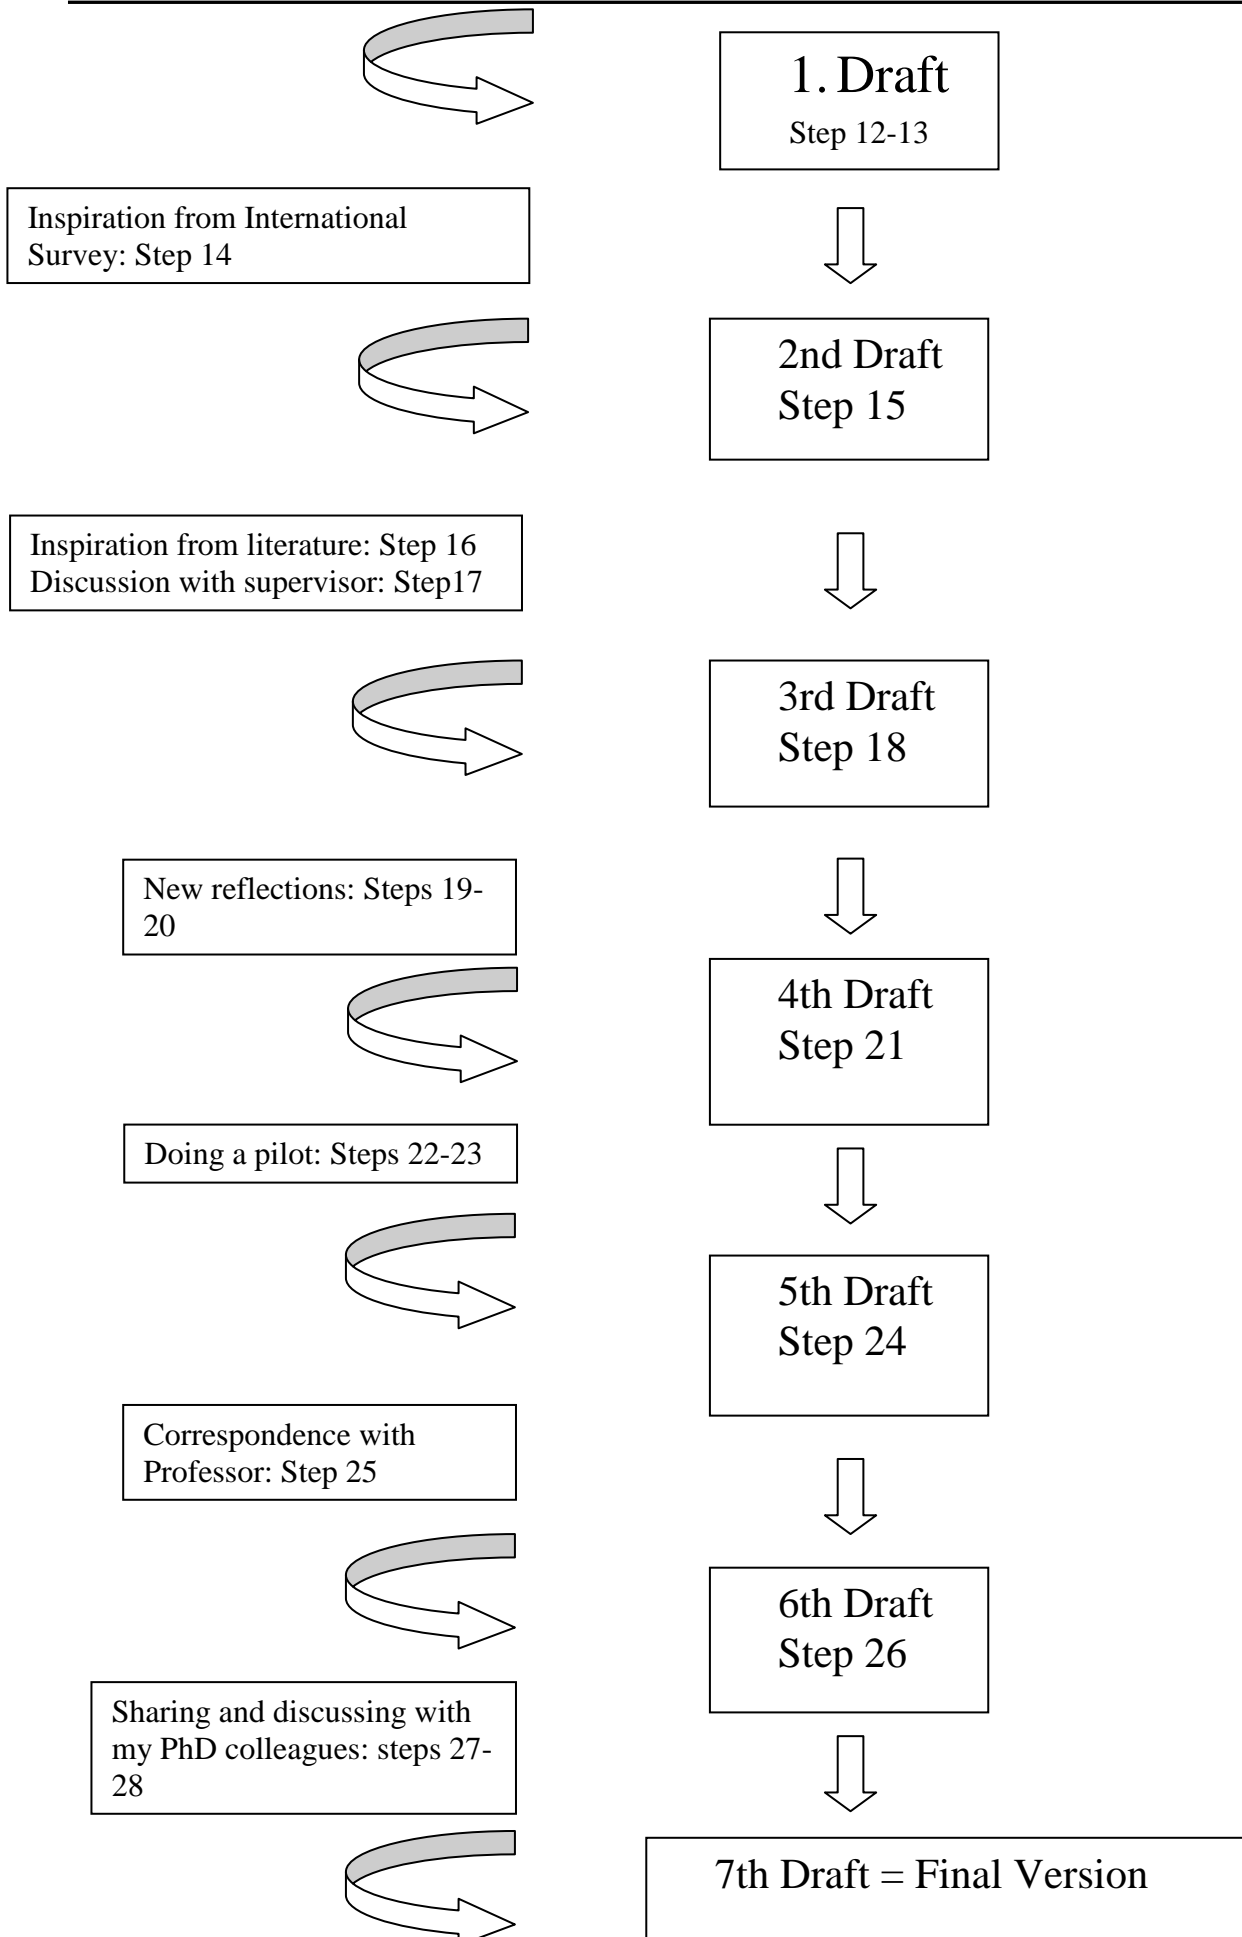 1. Draft
Step 12-13
Inspiration from International
Survey: Step 14
2nd Draft
Step 15
Inspiration from literature: Step 16
Discussion with supervisor: Step17
3rd Draft
Step 18
New reflections: Steps 19-
20
4th Draft
Step 21
Doing a pilot: Steps 22-23
5th Draft
Step 24
Correspondence with
Professor: Step 25
6th Draft
Step 26
Sharing and discussing with
my PhD colleagues: steps 27-
28
7th Draft = Final Version